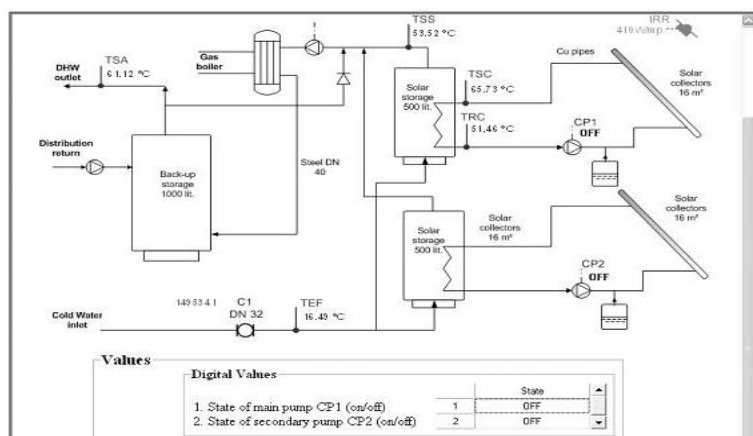 TSS
53.52 °C
IRR
TSA
61.12 °C
DHW
outlet
Gas
boiler
Cu pipes
Solar
collectors
16 m²
Solar
storage
500 lit.
TSC
65.73 °C
TRC
51.46 °C
CP1
OFF
Distribution
return
Back-up
storage
1000 lit.
Steel DN
40
Solar
storage
500 lit.
Solar
collectors
16 m²
Solar
collectors
16 m²
CP2
OFF
Cold Water
inlet
C1
DN 32
TEF
16.49 °C
Values
Digital Values
State
1. State of main pump CP1 (on/off)
1
OFF
2. State of secondary pump CP2 (on/off)
2
OFF